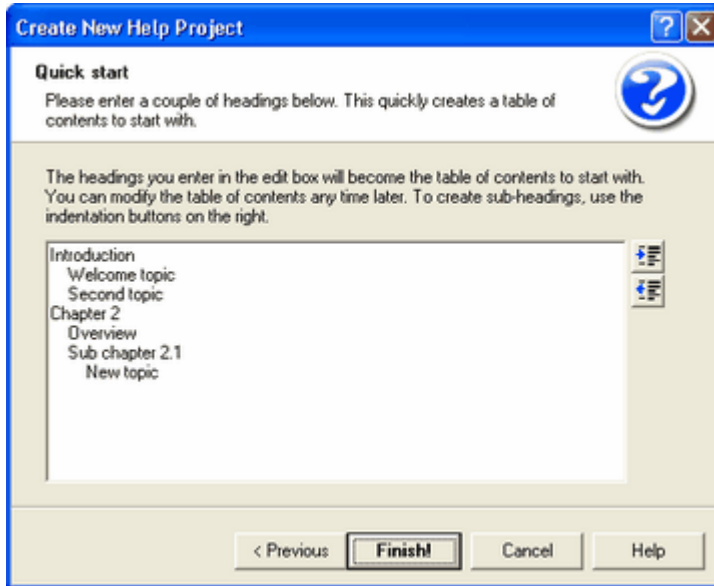 Create New Help Project
Quick start
Please enter a couple of headings below. This quickly creates a table of
contents to start with.
The headings you enter in the edit box will become the table of contents to start with.
You can modify the table of contents any time later. To create sub-headings, use the
indentation buttons on the right.
Introduction
Welcome topic
Second topic
Chapter 2
Overview
Sub chapter 2.1
New topic
< Previous
Finish!
Cancel
Help